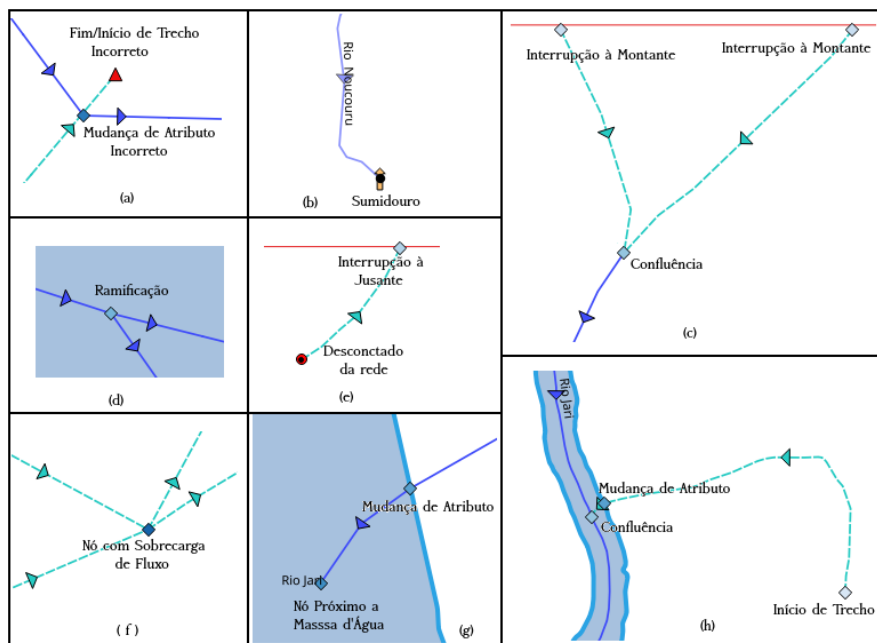 Fim/Início de Trecho
Incorreto
Mudança de Atributo
Incorreto
(a)
Rio Noucouru
Sumidouro
(b)
Interrupção à Montante
Interrupção à Montante
Confluência
(c)
Ramificação
(d)
Interrupção à
Jusante
Desconctado
da rede
(e)
Nó com Sobrecarga
de Fluxo
( f )
Mudança de Atributo
Rio Jari
Nó Próximo a
Masssa d'Água
(g)
Rio Jari
Mudança de Atributo
Confluência
Início de Trecho
(h)